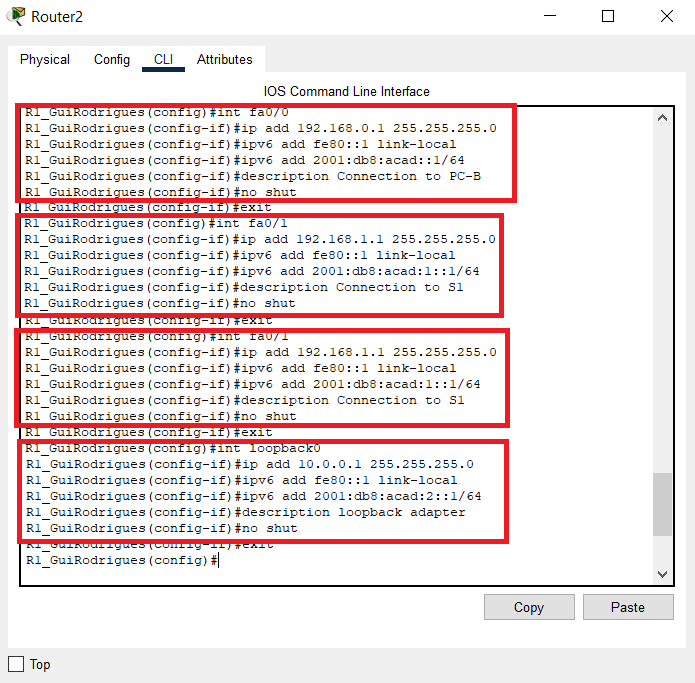 Router2
Physical Config CLI Attributes
IOS Command Line Interface
R1_GuiRodrigues(config)#int fa0/0
R1_GuiRodrigues(config-if)#ip add 192.168.0.1 255.255.255.0
R1_GuiRodrigues(config-if)#ipv6 add fe80::1 link-local
R1_GuiRodrigues(config-if)#ipv6 add 2001:db8:acad::1/64
R1_GuiRodrigues(config-if)#description Connection to PC-B
R1_GuiRodrigues(config-if)#no shut
R1_GuiRodrigues(config-if)#exit
R1_GuiRodrigues(config)#int fa0/1
R1_GuiRodrigues(config-if)#ip add 192.168.1.1 255.255.255.0
R1_GuiRodrigues(config-if)#ipv6 add fe80::1 link-local
R1_GuiRodrigues(config-if)#ipv6 add 2001:db8:acad:1::1/64
R1_GuiRodrigues(config-if)#description Connection to S1
R1_GuiRodrigues(config-if)#no shut
R1_GuiRodrigues(config-if)#exit
R1_GuiRodrigues(config)#int fa0/1
R1_GuiRodrigues(config-if)#ip add 192.168.1.1 255.255.255.0
R1_GuiRodrigues(config-if)#ipv6 add fe80::1 link-local
R1_GuiRodrigues(config-if)#ipv6 add 2001:db8:acad:1::1/64
R1_GuiRodrigues(config-if)#description Connection to S1
R1_GuiRodrigues(config-if)#no shut
R1_GuiRodrigues(config-if)#exit
R1_GuiRodrigues(config)#int loopback0
R1_GuiRodrigues(config-if)#ip add 10.0.0.1 255.255.255.0
R1_GuiRodrigues(config-if)#ipv6 add fe80::1 link-local
R1_GuiRodrigues(config-if)#ipv6 add 2001:db8:acad:2::1/64
R1_GuiRodrigues(config-if)#description loopback adapter
R1_GuiRodrigues(config-if)#no shut
R1_GuiRodrigues(config-if)#exit
R1_GuiRodrigues(config)#
Copy Paste
Top